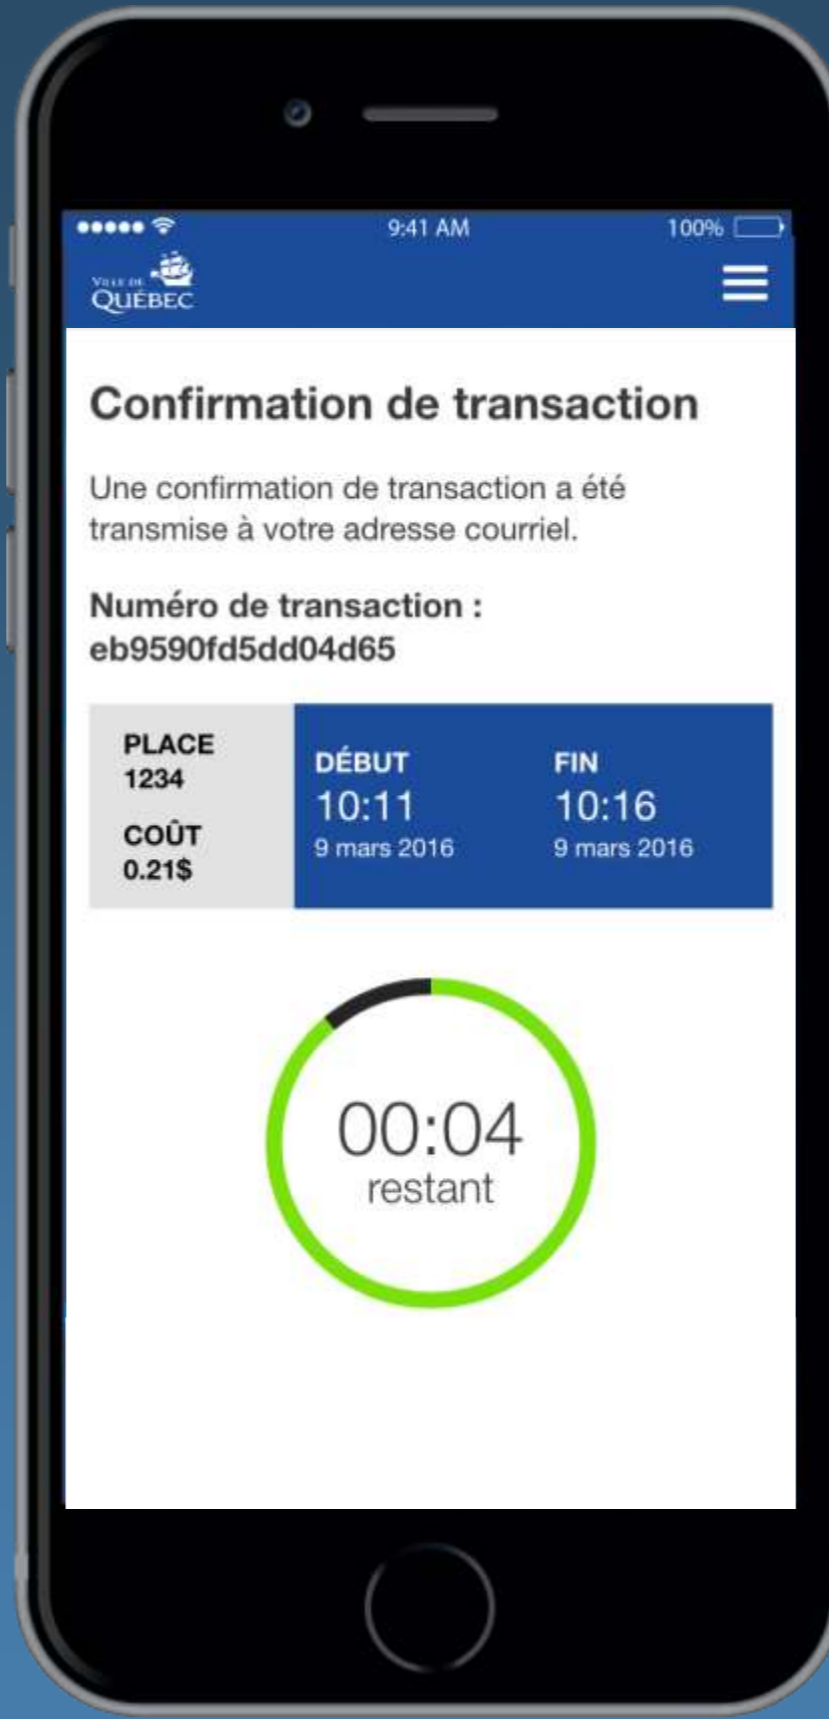 9:41 AM
100%
VILLE DE
QUÉBEC
Confirmation de transaction
Une confirmation de transaction a été
transmise à votre adresse courriel.
Numéro de transaction :
eb9590fd5dd04d65
PLACE
1234
COÛT
0.21$
DÉBUT
10:11
9 mars 2016
FIN
10:16
9 mars 2016
00:04
restant